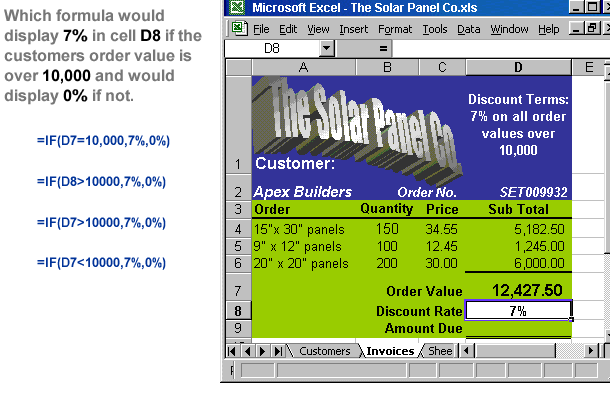 Which formula would
display 7% in cell D8 if the
customers order value is
over 10,000 and would
display 0% if not.
=IF(D7=10,000,7%,0%)
=IF(D8>10000,7%,0%)
=IF(D7>10000,7%,0%)
=IF(D7<10000,7%,0%)
Microsoft Excel - The Solar Panel Co.xls
File Edit View Insert Format Tools Data Window Help
D8 =
A B C D E
The Solar Panel Co.
Discount Terms:
7% on all order
values over
10,000
1 Customer:
2 Apex Builders Order No. SET009932
3 Order Quantity Price Sub Total
4 15"x 30" panels 150 34.55 5,182.50
5 9" x 12" panels 100 12.45 1,245.00
6 20" x 20" panels 200 30.00 6,000.00
7 Order Value 12,427.50
8 Discount Rate 7%
9 Amount Due
Customers Invoices Shee